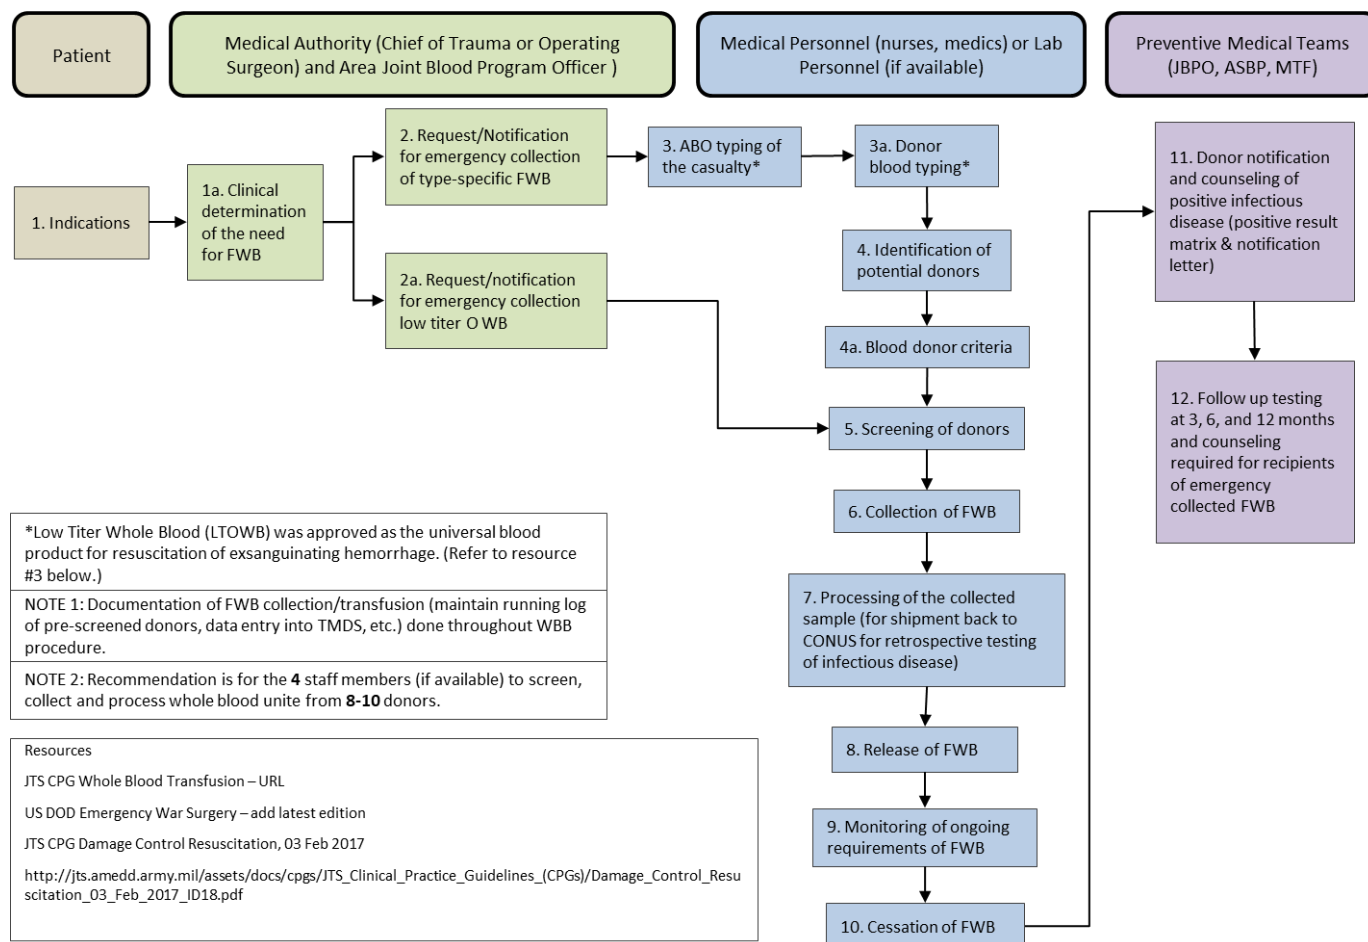 Patient
Medical Authority (Chief of Trauma or Operating
Surgeon) and Area Joint Blood Program Officer )
Medical Personnel (nurses, medics) or Lab
Personnel (if available)
Preventive Medical Teams
(JBPO, ASBP, MTF)
1. Indications
1a. Clinical
determination
of the need
for FWB
2. Request/Notification
for emergency collection
of type-specific FWB
2a. Request/notification
for emergency collection
low titer O WB
3. ABO typing of
the casualty*
3a. Donor
blood typing*
4. Identification of
potential donors
4a. Blood donor criteria
5. Screening of donors
6. Collection of FWB
7. Processing of the collected
sample (for shipment back to
CONUS for retrospective testing
of infectious disease)
8. Release of FWB
9. Monitoring of ongoing
requirements of FWB
10. Cessation of FWB
11. Donor notification
and counseling of
positive infectious
disease (positive result
matrix & notification
letter)
12. Follow up testing
at 3, 6, and 12 months
and counseling
required for recipients
of emergency
collected FWB
*Low Titer Whole Blood (LTOWB) was approved as the universal blood
product for resuscitation of exsanguinating hemorrhage. (Refer to resource
#3 below.)
NOTE 1: Documentation of FWB collection/transfusion (maintain running log
of pre-screened donors, data entry into TMDS, etc.) done throughout WBB
procedure.
NOTE 2: Recommendation is for the 4 staff members (if available) to screen,
collect and process whole blood unite from 8-10 donors.
Resources
JTS CPG Whole Blood Transfusion – URL
US DOD Emergency War Surgery – add latest edition
JTS CPG Damage Control Resuscitation, 03 Feb 2017
http://jts.amedd.army.mil/assets/docs/cpgs/JTS_Clinical_Practice_Guidelines_(CPGs)/Damage_Control_Resu
scitation_03_Feb_2017_ID18.pdf